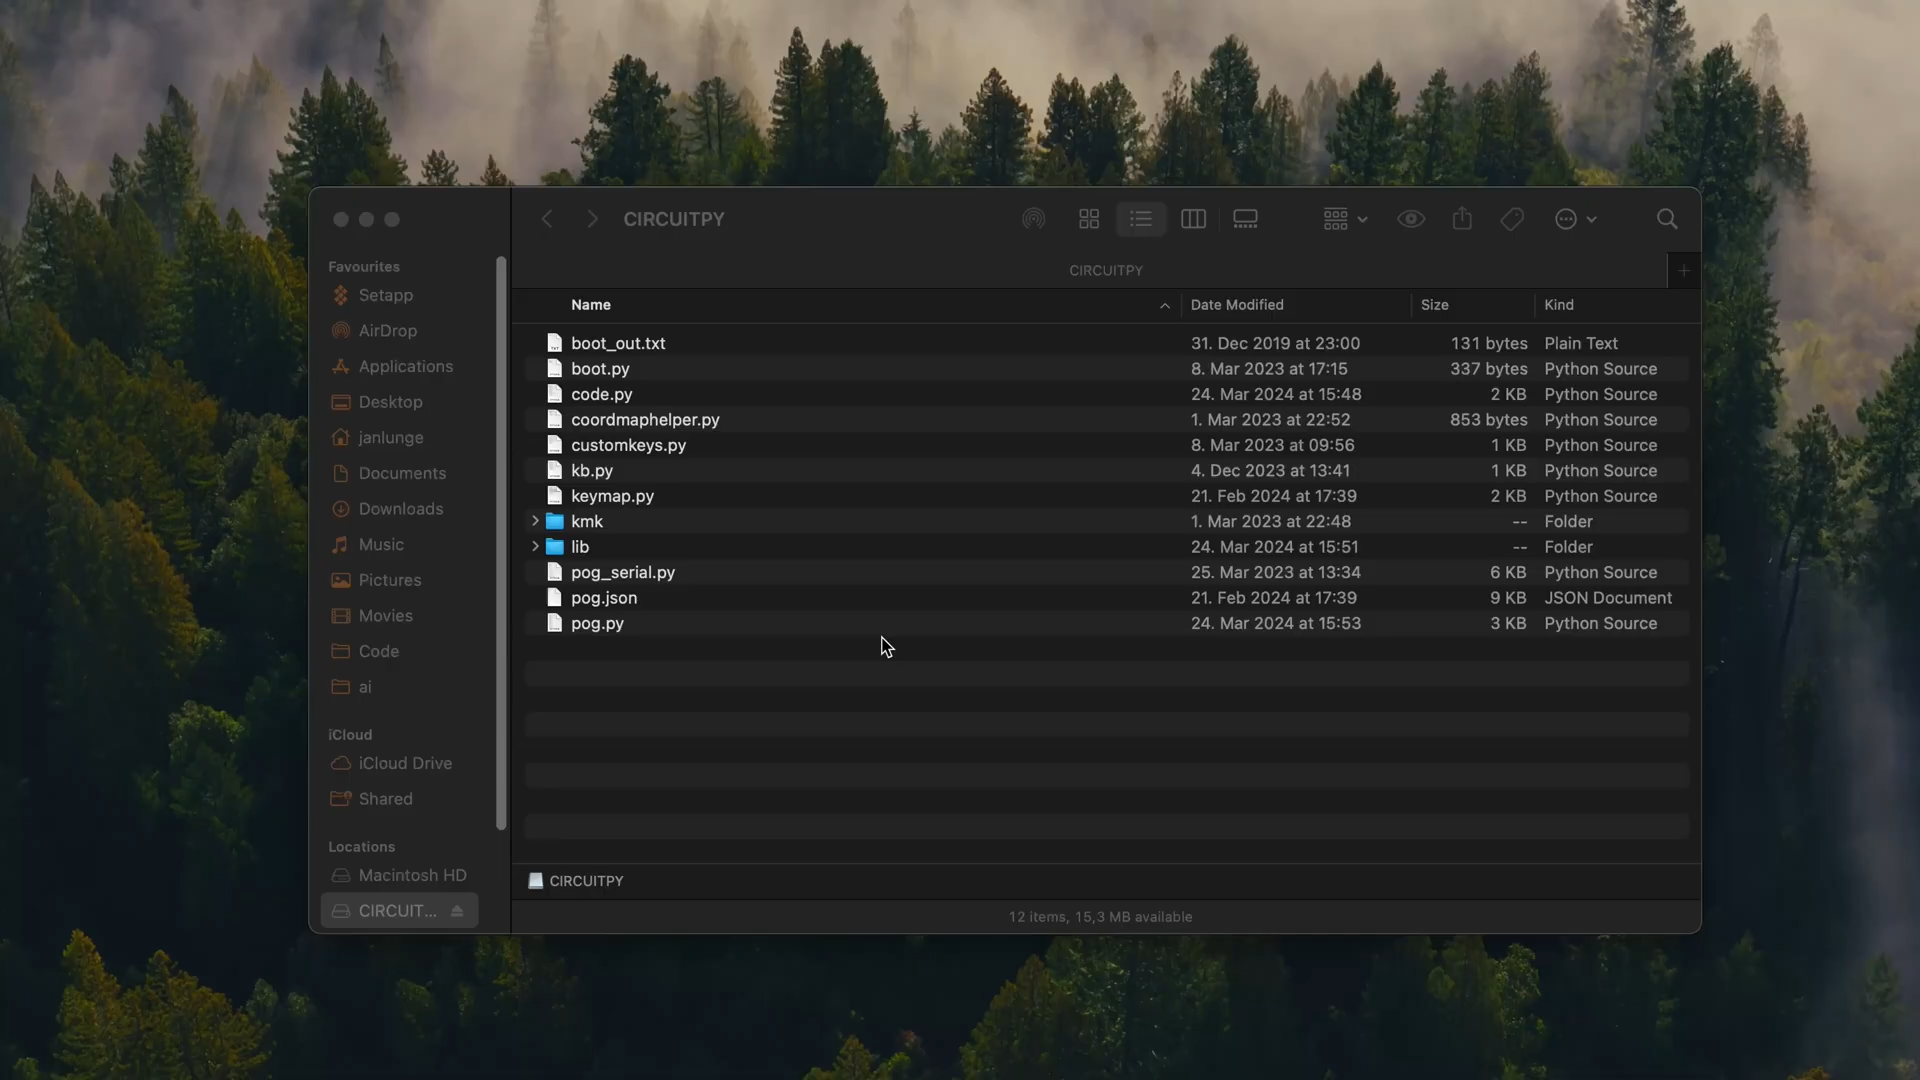 CIRCUITPY
CIRCUITPY
Favourites
Setapp
AirDrop
Applications
Desktop
janlunge
Documents
Downloads
Music
Pictures
Movies
Code
ai
iCloud
iCloud Drive
Shared
Locations
Macintosh HD
CIRCUIT...
Name Date Modified Size Kind
boot_out.txt 31. Dec 2019 at 23:00 131 bytes Plain Text
boot.py 8. Mar 2023 at 17:15 337 bytes Python Source
code.py 24. Mar 2024 at 15:48 2 KB Python Source
coordmaphelper.py 1. Mar 2023 at 22:52 853 bytes Python Source
customkeys.py 8. Mar 2023 at 09:56 1 KB Python Source
kb.py 4. Dec 2023 at 13:41 1 KB Python Source
keymap.py 21. Feb 2024 at 17:39 2 KB Python Source
kmk 1. Mar 2023 at 22:48 -- Folder
lib 24. Mar 2024 at 15:51 -- Folder
pog_serial.py 25. Mar 2023 at 13:34 6 KB Python Source
pog.json 21. Feb 2024 at 17:39 9 KB JSON Document
pog.py 24. Mar 2024 at 15:53 3 KB Python Source
CIRCUITPY
12 items, 15,3 MB available